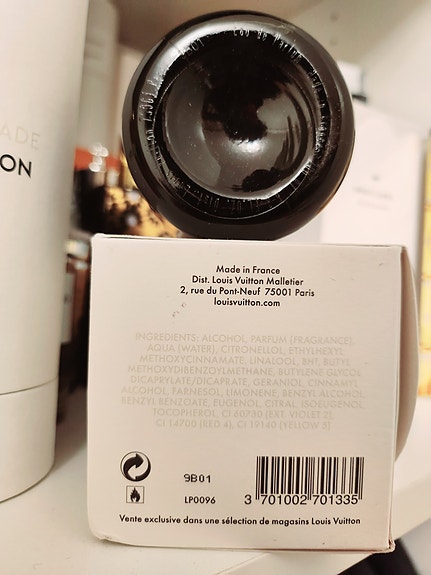 Eau de Parfum
ADE
ON
Made in France
Dist. Louis Vuitton Malletier
2, rue du Pont-Neuf 75001 Paris
louisvuitton.com
INGREDIENTS: ALCOHOL, PARFUM (FRAGRANCE),
AQUA (WATER), CITRONELLOL, ETHYLHEXYL
METHOXYCINNAMATE, LINALOOL, BHT, BUTYL
METHOXYDIBENZOYLMETHANE, BUTYLENE GLYCOL
DICAPRYLATE/DICAPRATE, GERANIOL, CINNAMYL
ALCOHOL, FARNESOL, LIMONENE, BENZYL ALCOHOL,
BENZYL BENZOATE, EUGENOL, CITRAL, ISOEUGENOL,
TOCOPHEROL, CI 60730 (EXT. VIOLET 2),
CI 14700 (RED 4), CI 19140 (YELLOW 5)
9B01
LP0096
3 701002 701335
Vente exclusive dans une sélection de magasins Louis Vuitton